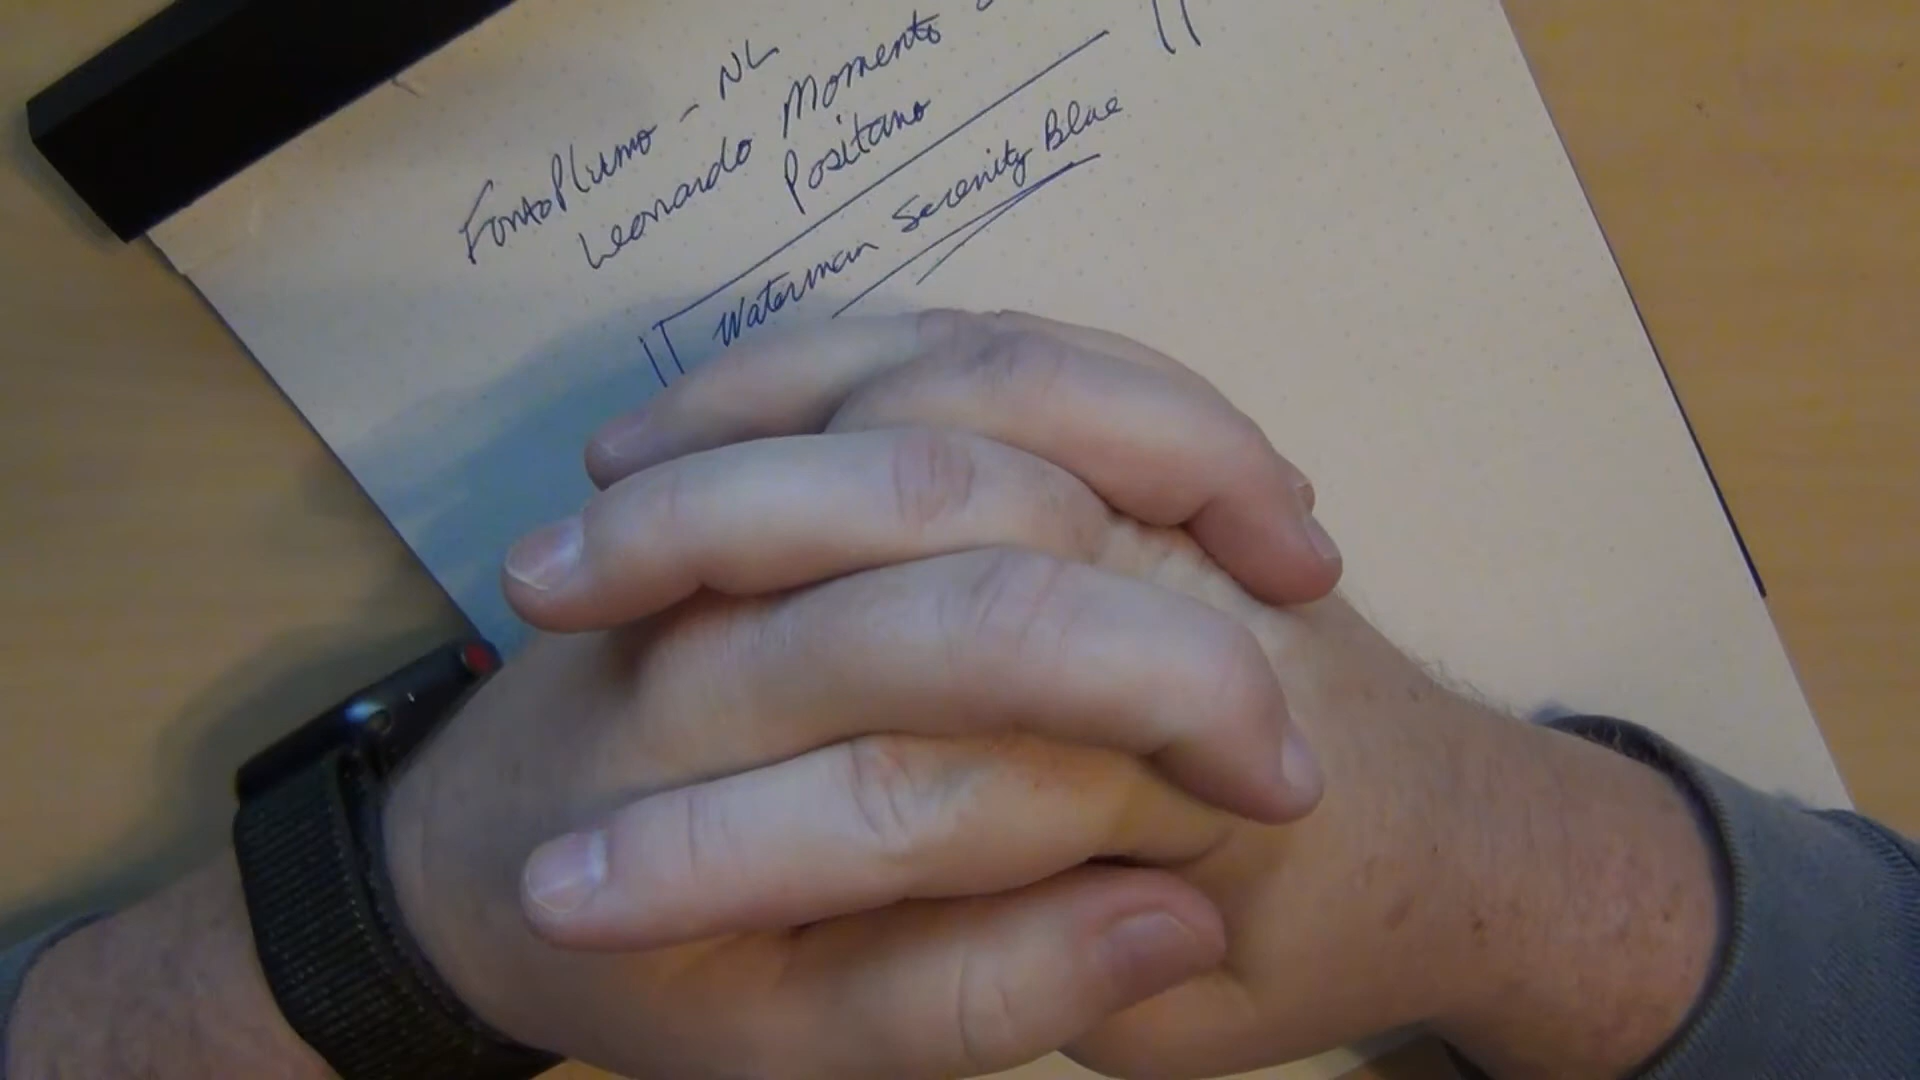 FontoPlumo - NL
Leonardo Momento
Positano
Waterman Serenity Blue